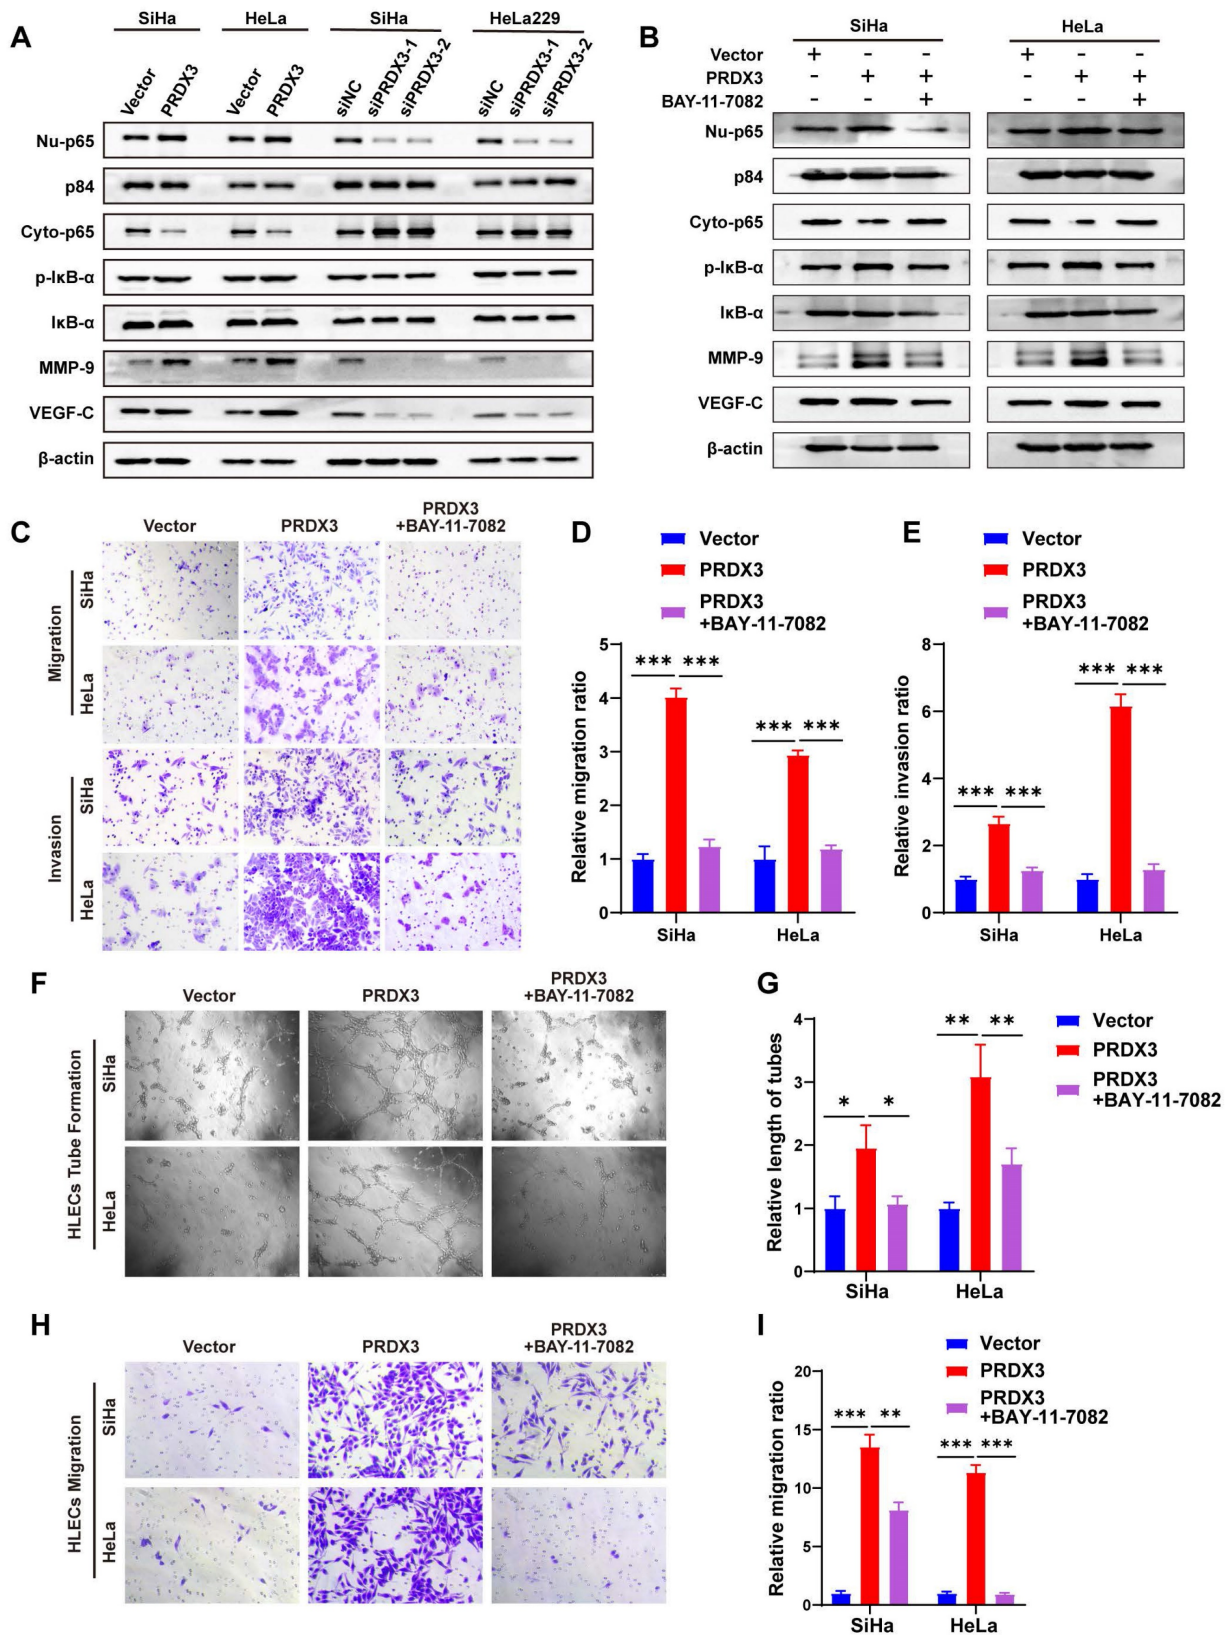 A
SiHa HeLa SiHa HeLa229
Vector PRDX3 Vector PRDX3 siNC siPRDX3-1 siPRDX3-2 siNC siPRDX3-1 siPRDX3-2
Nu-p65
p84
Cyto-p65
p-IκB-α
IκB-α
MMP-9
VEGF-C
β-actin
B
SiHa HeLa
Vector + - - + - -
PRDX3 - + + - + +
BAY-11-7082 - - + - - +
Nu-p65
p84
Cyto-p65
p-IκB-α
IκB-α
MMP-9
VEGF-C
β-actin
C
Vector PRDX3 PRDX3
+BAY-11-7082
Migration
SiHa
HeLa
Invasion
SiHa
HeLa
D
Vector
PRDX3
PRDX3
+BAY-11-7082
Relative migration ratio
5
4
3
2
1
0
*** ***
*** ***
SiHa HeLa
E
Vector
PRDX3
PRDX3
+BAY-11-7082
Relative invasion ratio
8
6
4
2
0
*** ***
*** ***
SiHa HeLa
F
Vector PRDX3 PRDX3
+BAY-11-7082
HLECs Tube Formation
SiHa
HeLa
G
Vector
PRDX3
PRDX3
+BAY-11-7082
Relative length of tubes
4
3
2
1
0
* *
** **
SiHa HeLa
H
Vector PRDX3 PRDX3
+BAY-11-7082
HLECs Migration
SiHa
HeLa
I
Vector
PRDX3
PRDX3
+BAY-11-7082
Relative migration ratio
20
15
10
5
0
*** **
*** ***
SiHa HeLa